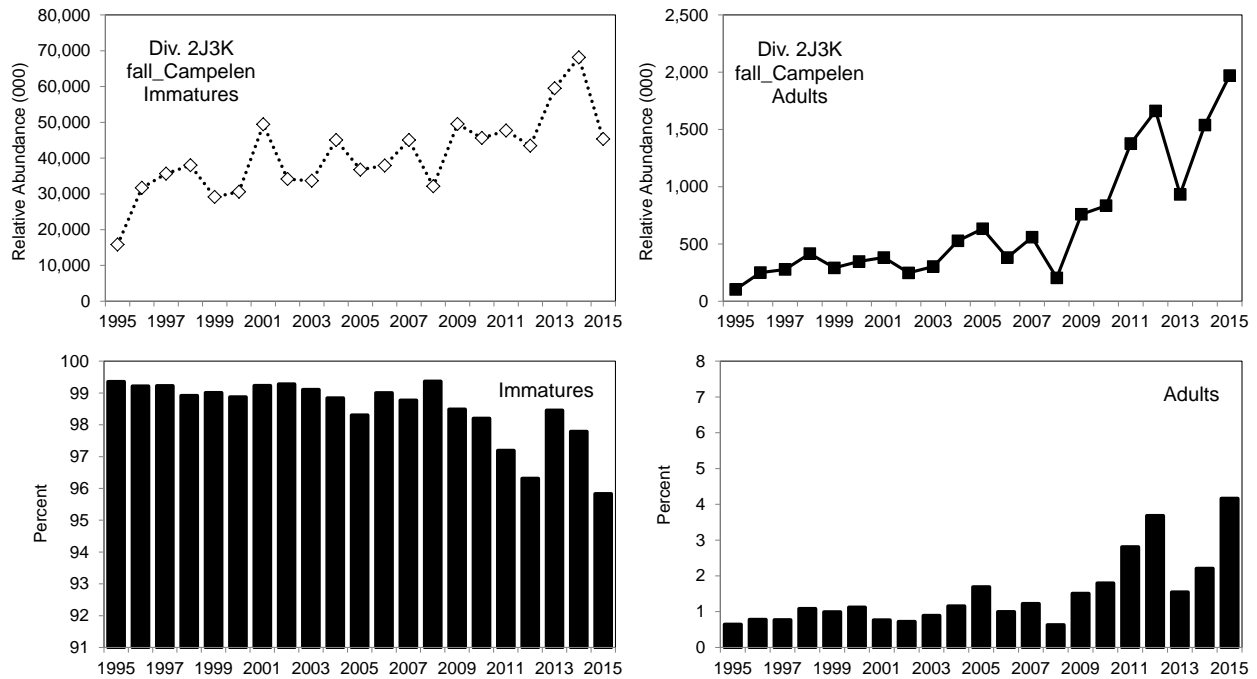 80,000
70,000
60,000
50,000
40,000
30,000
20,000
10,000
0
Relative Abundance (000)
Div. 2J3K
fall_Campelen
Immatures
1995 1997 1999 2001 2003 2005 2007 2009 2011 2013 2015
2,500
2,000
1,500
1,000
500
0
Relative Abundance (000)
Div. 2J3K
fall_Campelen
Adults
1995 1997 1999 2001 2003 2005 2007 2009 2011 2013 2015
100
99
98
97
96
95
94
93
92
91
Percent
Immatures
1995 1997 1999 2001 2003 2005 2007 2009 2011 2013 2015
8
7
6
5
4
3
2
1
0
Percent
Adults
1995 1997 1999 2001 2003 2005 2007 2009 2011 2013 2015